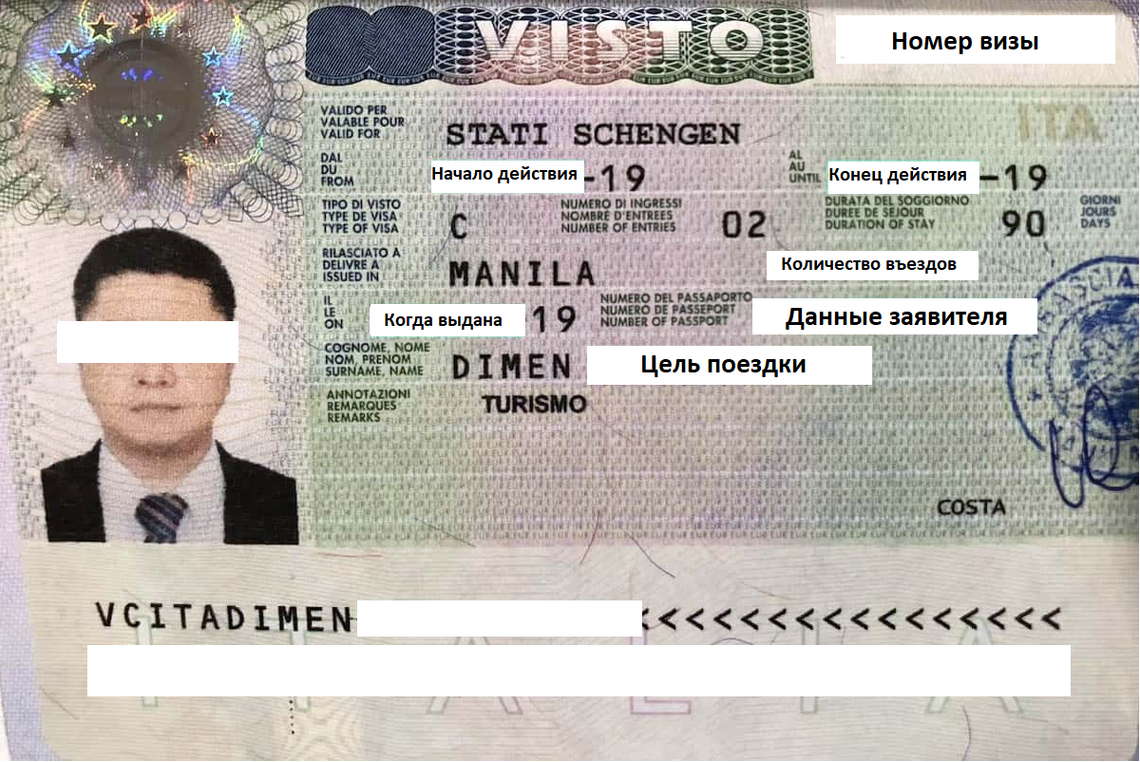 VISTO
Номер визы
VALIDO PER
VALABLE POUR
VALID FOR
STATI SCHENGEN
ITA
DAL
DU
FROM
Начало действия -19
AL
AU
UNTIL
Конец действия -19
TIPO DI VISTO
TYPE DE VISA
TYPE OF VISA
C
NUMERO DI INGRESSI
NOMBRE D'ENTREES
NUMBER OF ENTRIES
02
DURATA DEL SOGGIORNO
DUREE DE SEJOUR
DURATION OF STAY
90
GIORNI
JOURS
DAYS
RILASCIATO A
DELIVRE A
ISSUED IN
MANILA
Количество въездов
IL
LE
ON
Когда выдана 19
NUMERO DEL PASSAPORTO
NUMERO DE PASSEPORT
NUMBER OF PASSPORT
Данные заявителя
COGNOME, NOME
NOM, PRENOM
SURNAME, NAME
DIMEN
Цель поездки
ANNOTAZIONI
REMARQUES
REMARKS
TURISMO
COSTA
VCITADIMEN <<<<<<<<<<<<<<<<
ITALIA